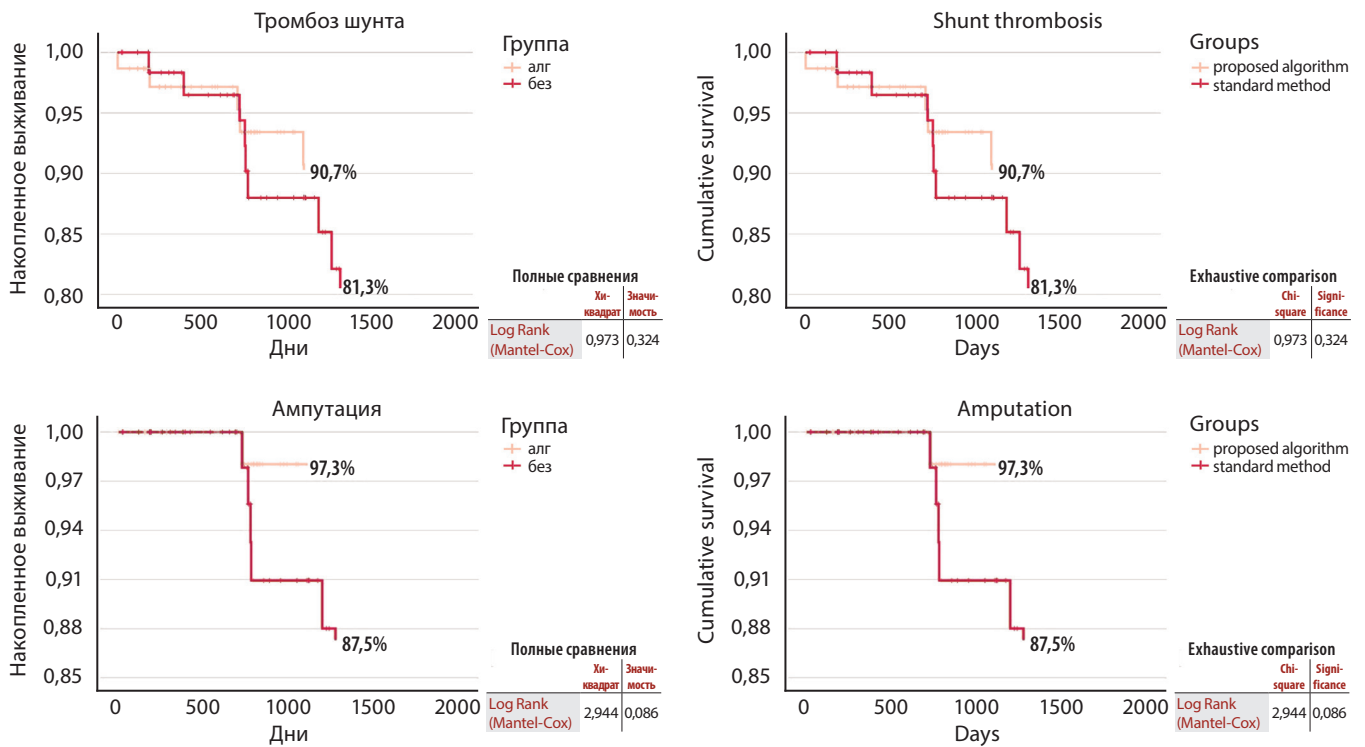 Тромбоз шунта
Накопленное выживание
1,00
0,95
0,90
0,85
0,80
0 500 1000 1500 2000
Дни
90,7%
81,3%
Группа
алг
без
Полные сравнения
Хи-квадрат
Значи-мость
Log Rank
(Mantel-Cox)
0,973 0,324
Shunt thrombosis
Cumulative survival
1,00
0,95
0,90
0,85
0,80
0 500 1000 1500 2000
Days
90,7%
81,3%
Groups
proposed algorithm
standard method
Exhaustive comparison
Chi-square
Signi-ficance
Log Rank
(Mantel-Cox)
0,973 0,324
Ампутация
Накопленное выживание
1,00
0,97
0,94
0,91
0,88
0,85
0 500 1000 1500 2000
Дни
97,3%
87,5%
Группа
алг
без
Полные сравнения
Хи-квадрат
Значи-мость
Log Rank
(Mantel-Cox)
2,944 0,086
Amputation
Cumulative survival
1,00
0,97
0,94
0,91
0,88
0,85
0 500 1000 1500 2000
Days
97,3%
87,5%
Groups
proposed algorithm
standard method
Exhaustive comparison
Chi-square
Signi-ficance
Log Rank
(Mantel-Cox)
2,944 0,086